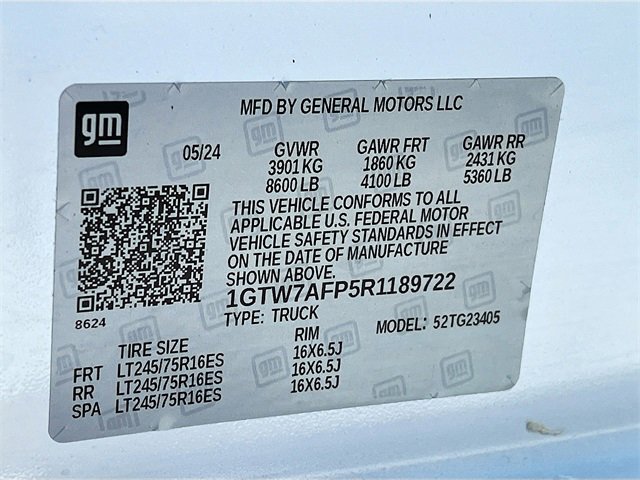 gm
MFD BY GENERAL MOTORS LLC
05/24 GVWR GAWR FRT GAWR RR
3901 KG 1860 KG 2431 KG
8600 LB 4100 LB 5360 LB
THIS VEHICLE CONFORMS TO ALL
APPLICABLE U.S. FEDERAL MOTOR
VEHICLE SAFETY STANDARDS IN EFFECT
ON THE DATE OF MANUFACTURE
SHOWN ABOVE.
1GTW7AFP5R1189722
8624
TYPE: TRUCK MODEL: 52TG23405
TIRE SIZE RIM
FRT LT245/75R16ES 16X6.5J
RR LT245/75R16ES 16X6.5J
SPA LT245/75R16ES 16X6.5J